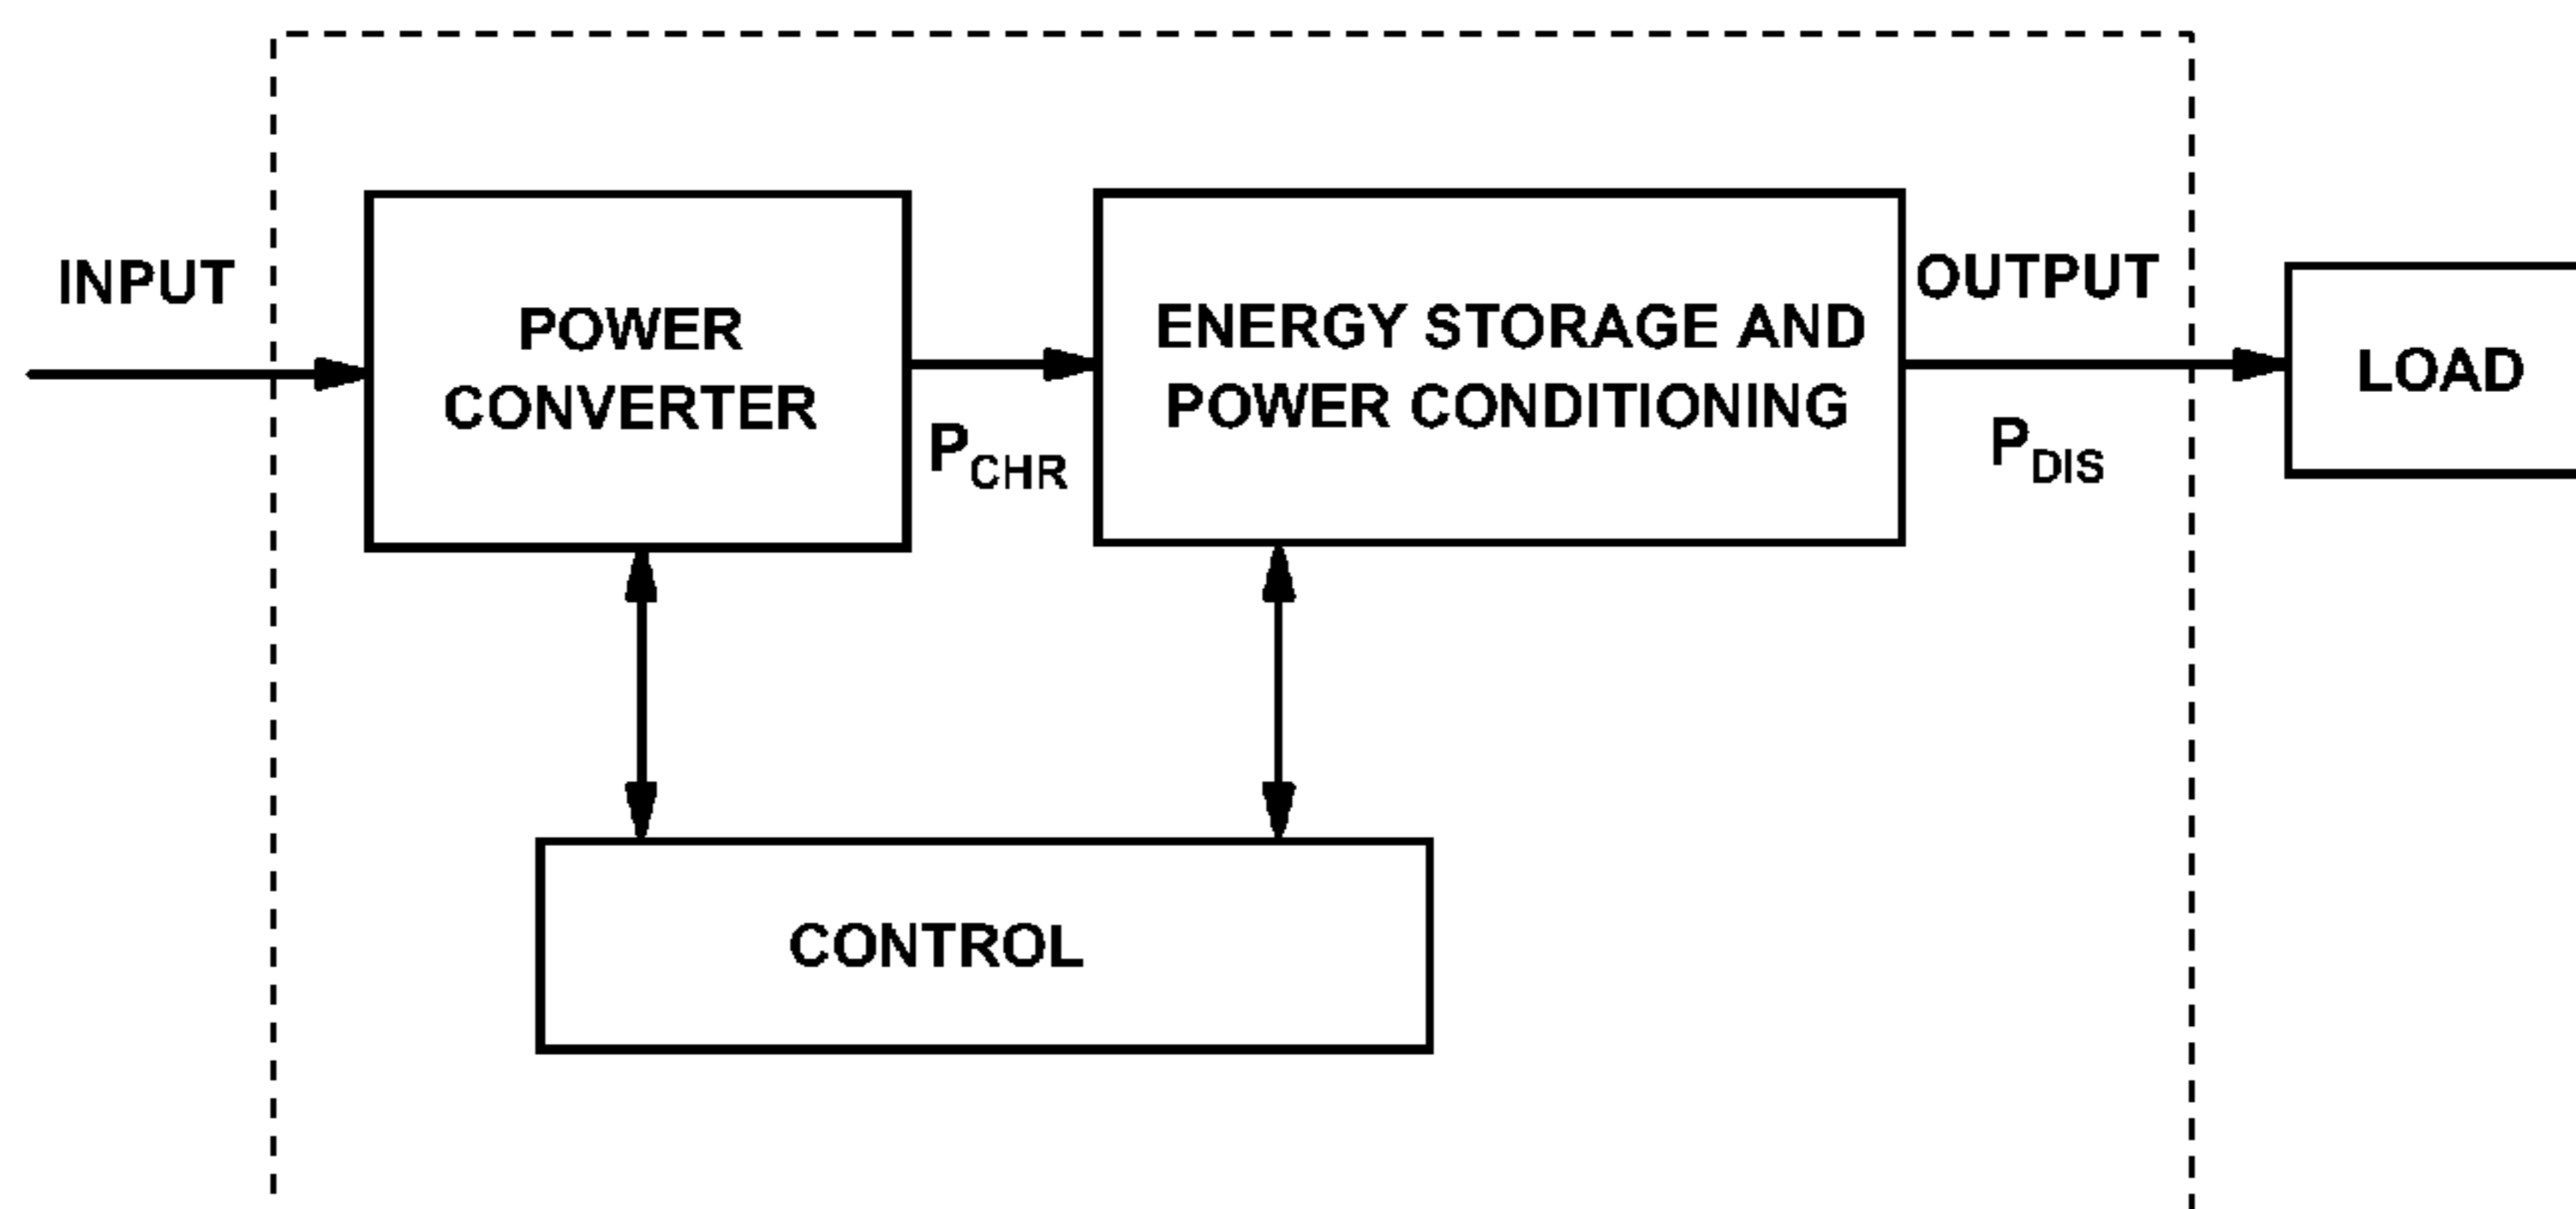 INPUT
POWER
CONVERTER
P_CHR
ENERGY STORAGE AND
POWER CONDITIONING
OUTPUT
P_DIS
LOAD
CONTROL